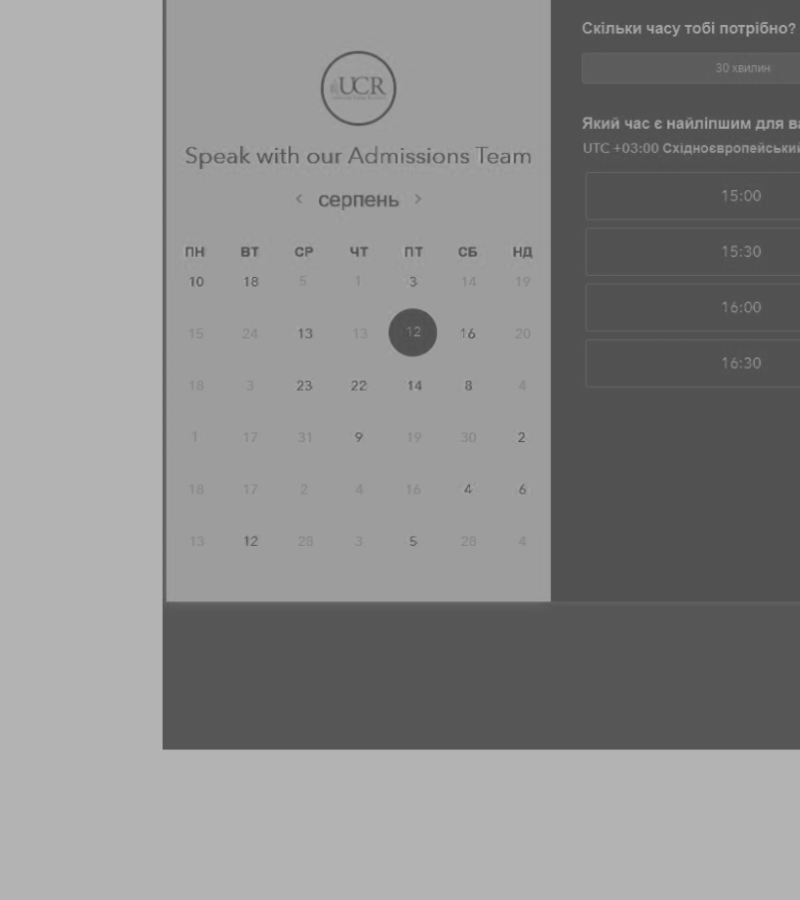 UCR
Speak with our Admissions Team
< серпень >
ПН ВТ СР ЧТ ПТ СБ НД
10 18 5 1 3 14 19
15 24 13 13 12 16 20
18 3 23 22 14 8 4
1 17 31 9 19 30 2
18 17 2 4 16 4 6
13 12 28 3 5 28 4
Скільки часу тобі потрібно?
30 хвилин
Який час є найліпшим для
UTC +03:00 Східноєвропейський
15:00
15:30
16:00
16:30